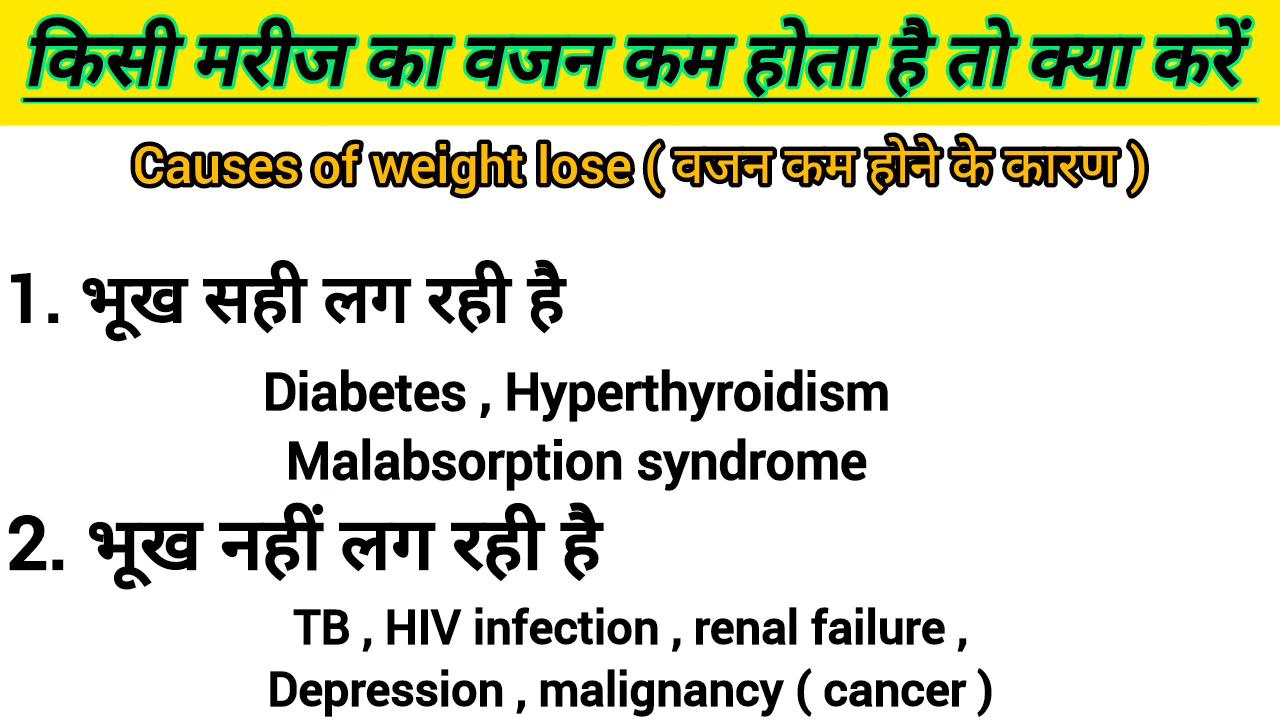 किसी मरीज का वजन कम होता है तो क्या करें
Causes of weight lose ( वजन कम होने के कारण )
1. भूख सही लग रही है
Diabetes , Hyperthyroidism
Malabsorption syndrome
2. भूख नहीं लग रही है
TB , HIV infection , renal failure ,
Depression , malignancy ( cancer )